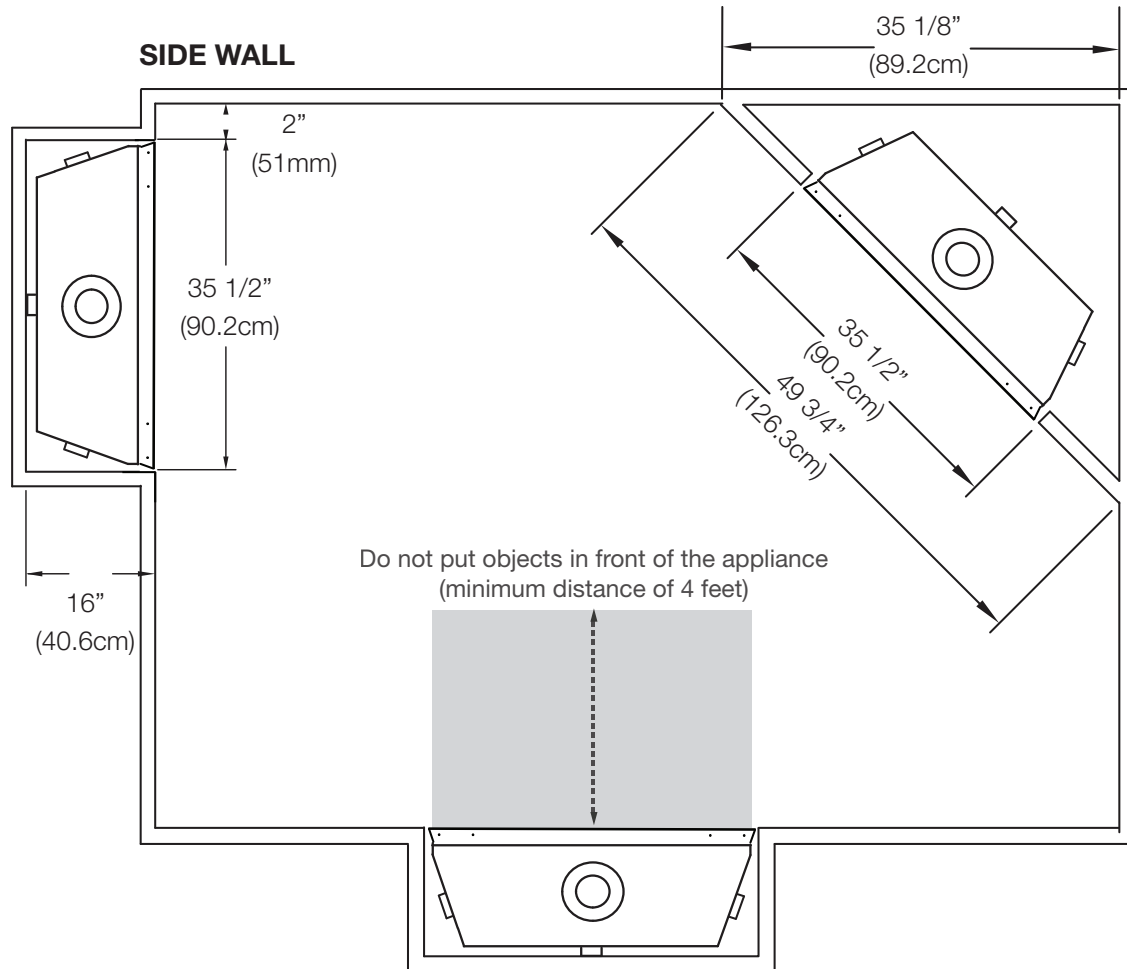 35 1/8”
(89.2cm)
SIDE WALL
2”
(51mm)
35 1/2”
(90.2cm)
35 1/2”
(90.2cm)
49 3/4”
(126.3cm)
Do not put objects in front of the appliance
(minimum distance of 4 feet)
16”
(40.6cm)